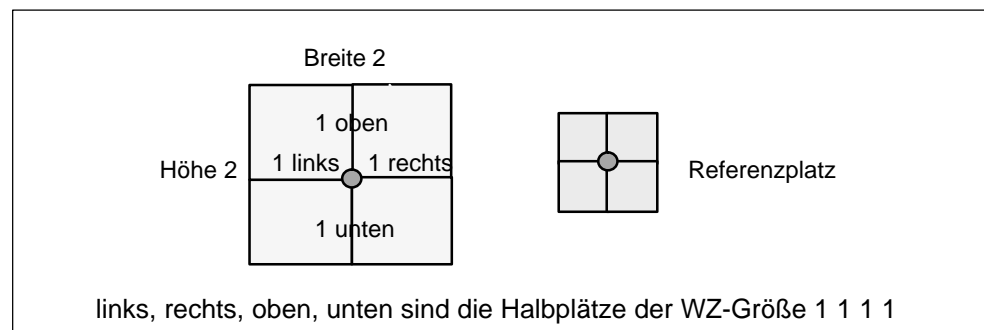 Breite 2
1 oben
Höhe 2
1 links
1 rechts
Referenzplatz
1 unten
links, rechts, oben, unten sind die Halbplätze der WZ-Größe 1 1 1 1